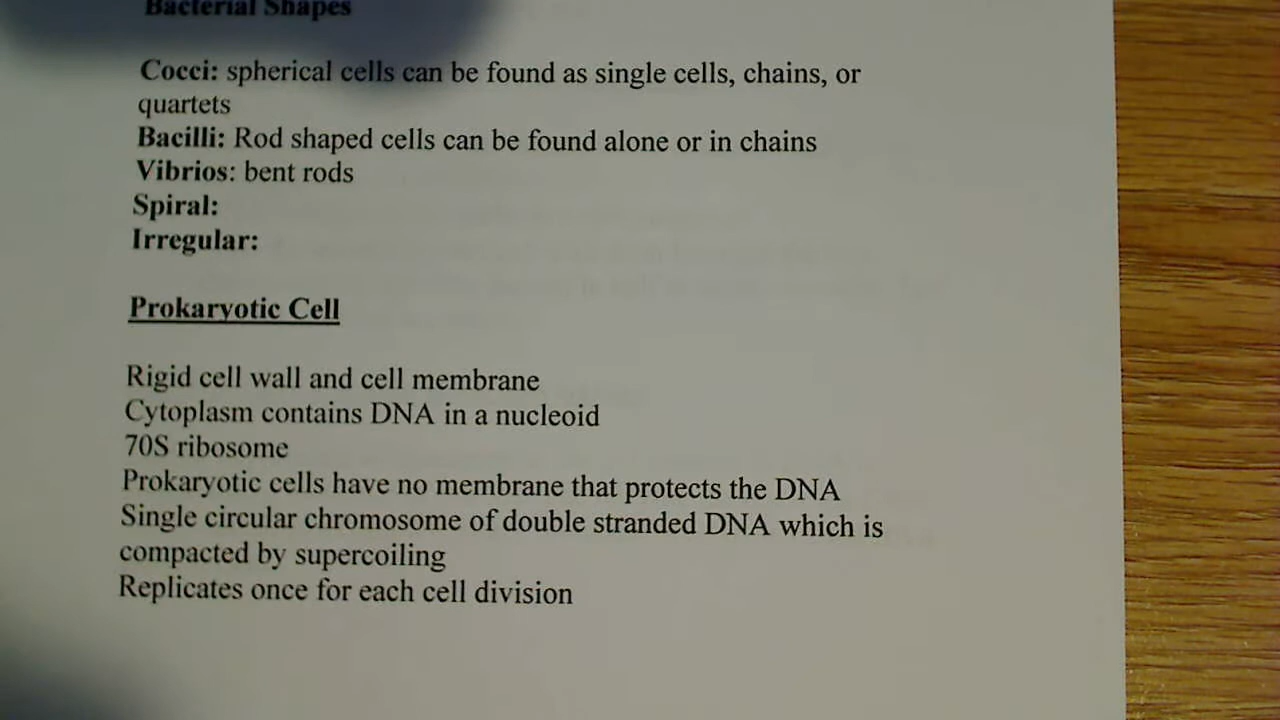 Bacterial Shapes
Cocci: spherical cells can be found as single cells, chains, or
quartets
Bacilli: Rod shaped cells can be found alone or in chains
Vibrios: bent rods
Spiral:
Irregular:
Prokaryotic Cell
Rigid cell wall and cell membrane
Cytoplasm contains DNA in a nucleoid
70S ribosome
Prokaryotic cells have no membrane that protects the DNA
Single circular chromosome of double stranded DNA which is
compacted by supercoiling
Replicates once for each cell division